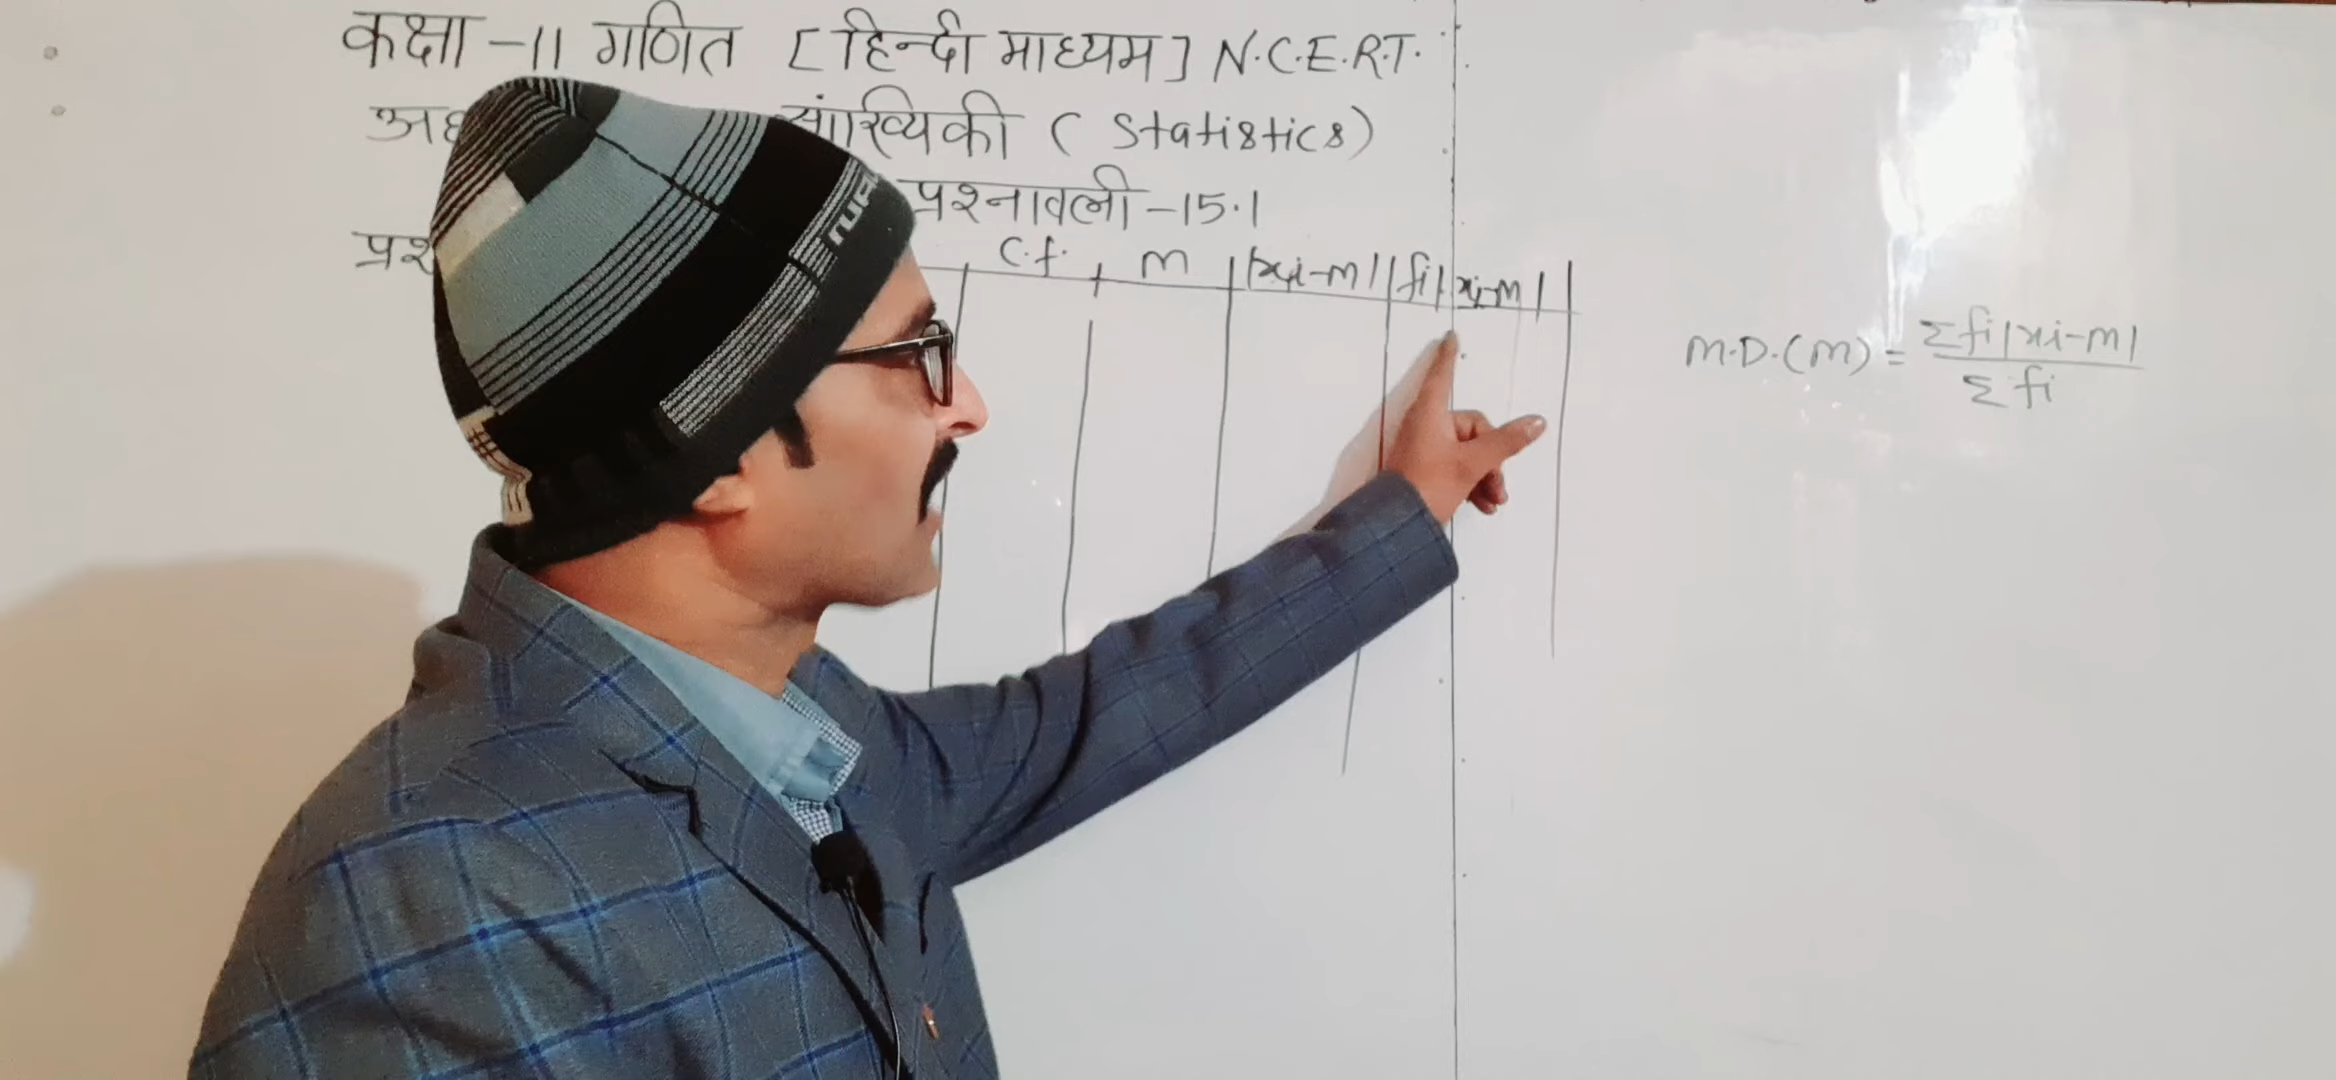 कक्षा -11 गणित [हिन्दी माध्यम] N.C.E.R.T.
सांख्यिकी ( Statistics)
प्रश्नावली -15.1
C.f. M |xi-M| fi|xi-M|
M.D.(M) = Σfi|xi-M|
Σfi